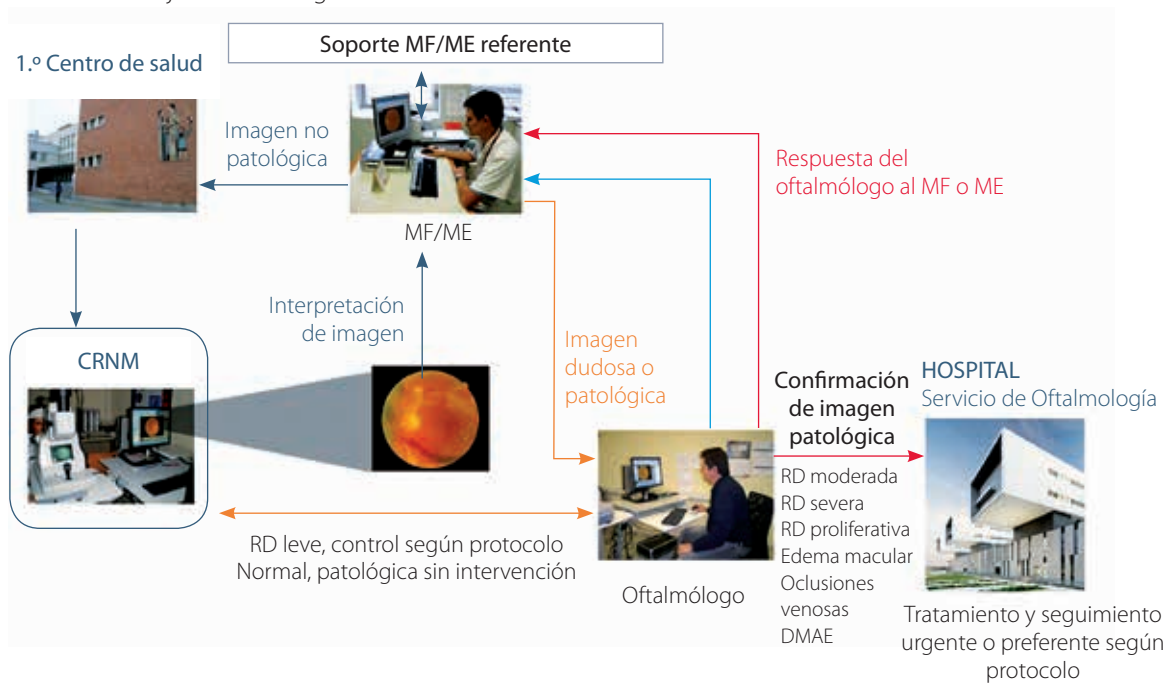 Soporte MF/ME referente
1.º Centro de salud
Imagen no
patológica
MF/ME
Respuesta del
oftalmólogo al MF o ME
Interpretación
de imagen
CRNM
Imagen
dudosa o
patológica
Confirmación
de imagen
patológica
HOSPITAL
Servicio de Oftalmología
RD moderada
RD severa
RD proliferativa
Edema macular
Oclusiones
venosas
DMAE
RD leve, control según protocolo
Normal, patológica sin intervención
Oftalmólogo
Tratamiento y seguimiento
urgente o preferente según
protocolo